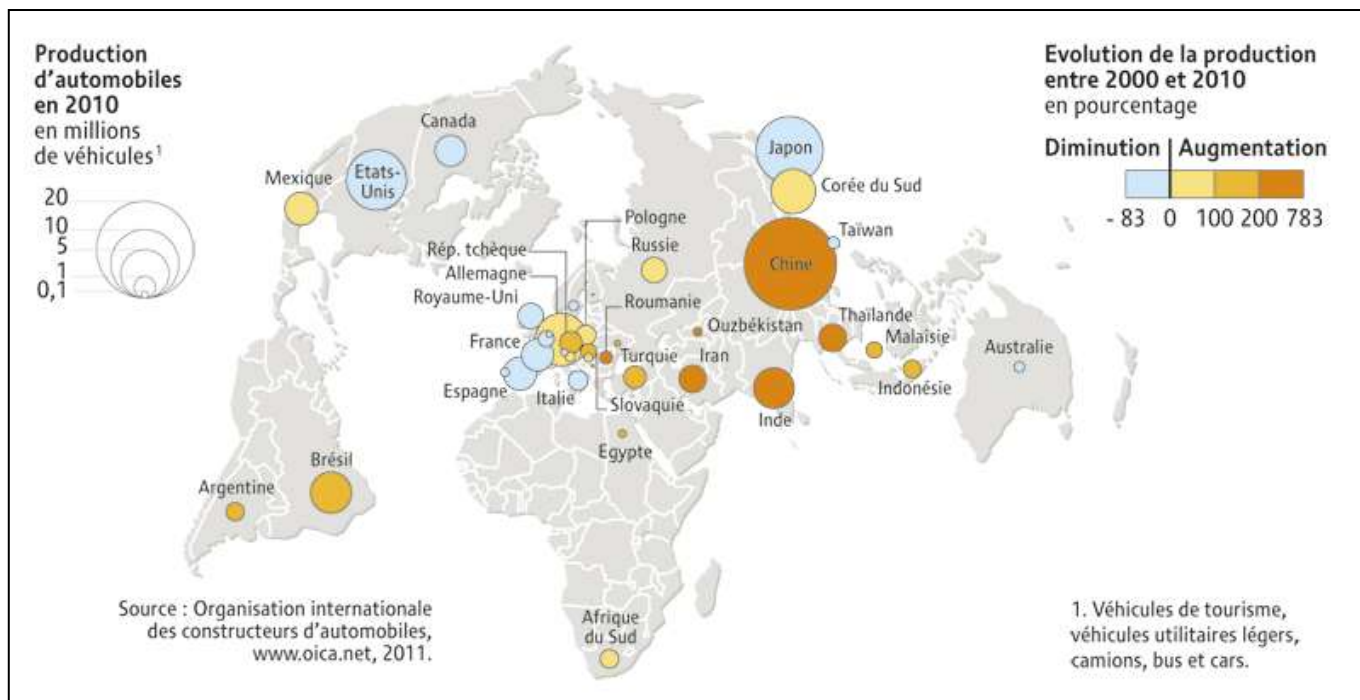 Production
d'automobiles
en 2010
en millions
de véhicules¹
20
10
5
1
0,1
Evolution de la production
entre 2000 et 2010
en pourcentage
Diminution
Augmentation
- 83 0 100 200 783
Canada
Etats-
Unis
Mexique
Japon
Corée du Sud
Taïwan
Chine
Pologne
Russie
Rép. tchèque
Allemagne
Royaume-Uni
Roumanie
Ouzbékistan
Thaïlande
Malaisie
France
Turquie
Iran
Australie
Indonésie
Espagne
Italie
Slovaquie
Inde
Egypte
Brésil
Argentine
Afrique
du Sud
Source : Organisation internationale
des constructeurs d'automobiles,
www.oica.net, 2011.
1. Véhicules de tourisme,
véhicules utilitaires légers,
camions, bus et cars.